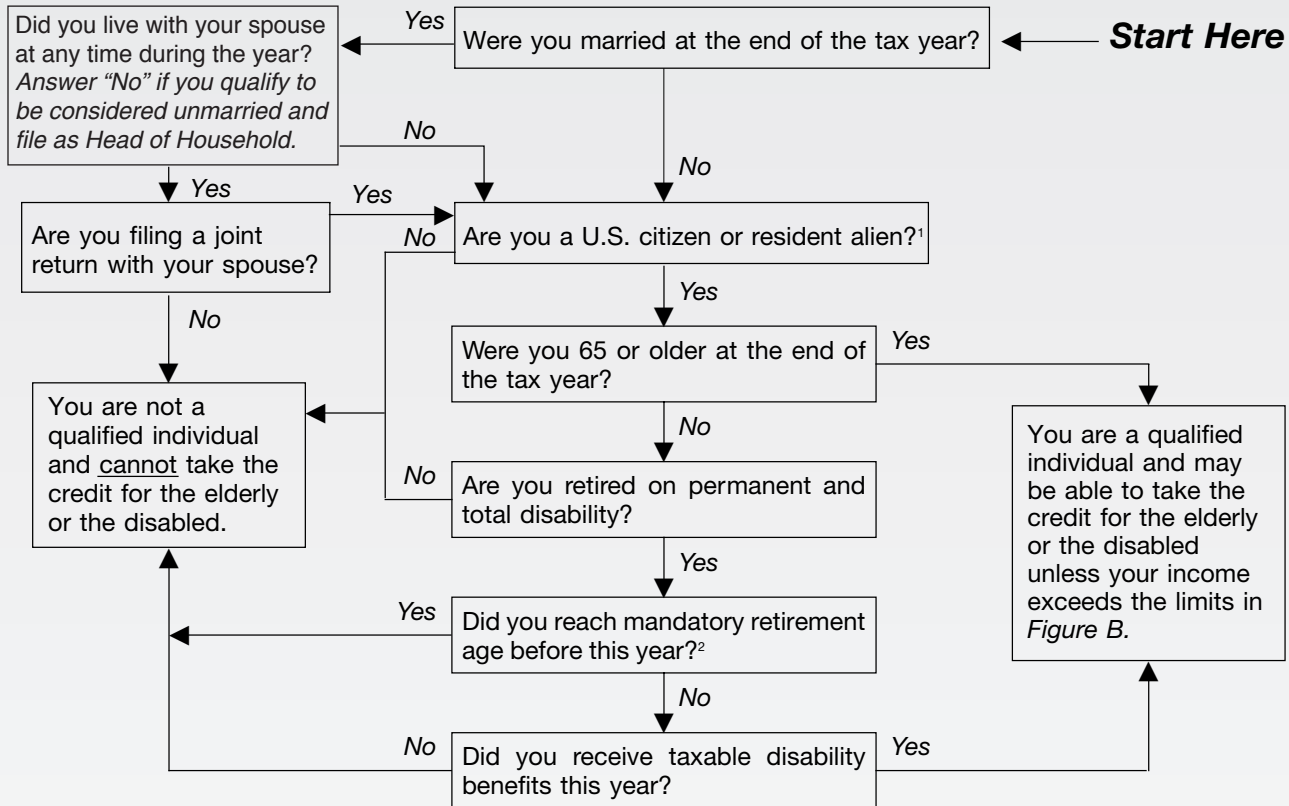 Start Here
Were you married at the end of the tax year?
Yes
No
Did you live with your spouse
at any time during the year?
Answer “No” if you qualify to
be considered unmarried and
file as Head of Household.
No
Yes
Are you filing a joint
return with your spouse?
Yes
No
Are you a U.S. citizen or resident alien?¹
No
Yes
Were you 65 or older at the end of
the tax year?
Yes
No
You are not a
qualified individual
and cannot take the
credit for the elderly
or the disabled.
Are you retired on permanent and
total disability?
No
Yes
You are a qualified
individual and may
be able to take the
credit for the elderly
or the disabled
unless your income
exceeds the limits in
Figure B.
Did you reach mandatory retirement
age before this year?²
Yes
No
Did you receive taxable disability
benefits this year?
No
Yes